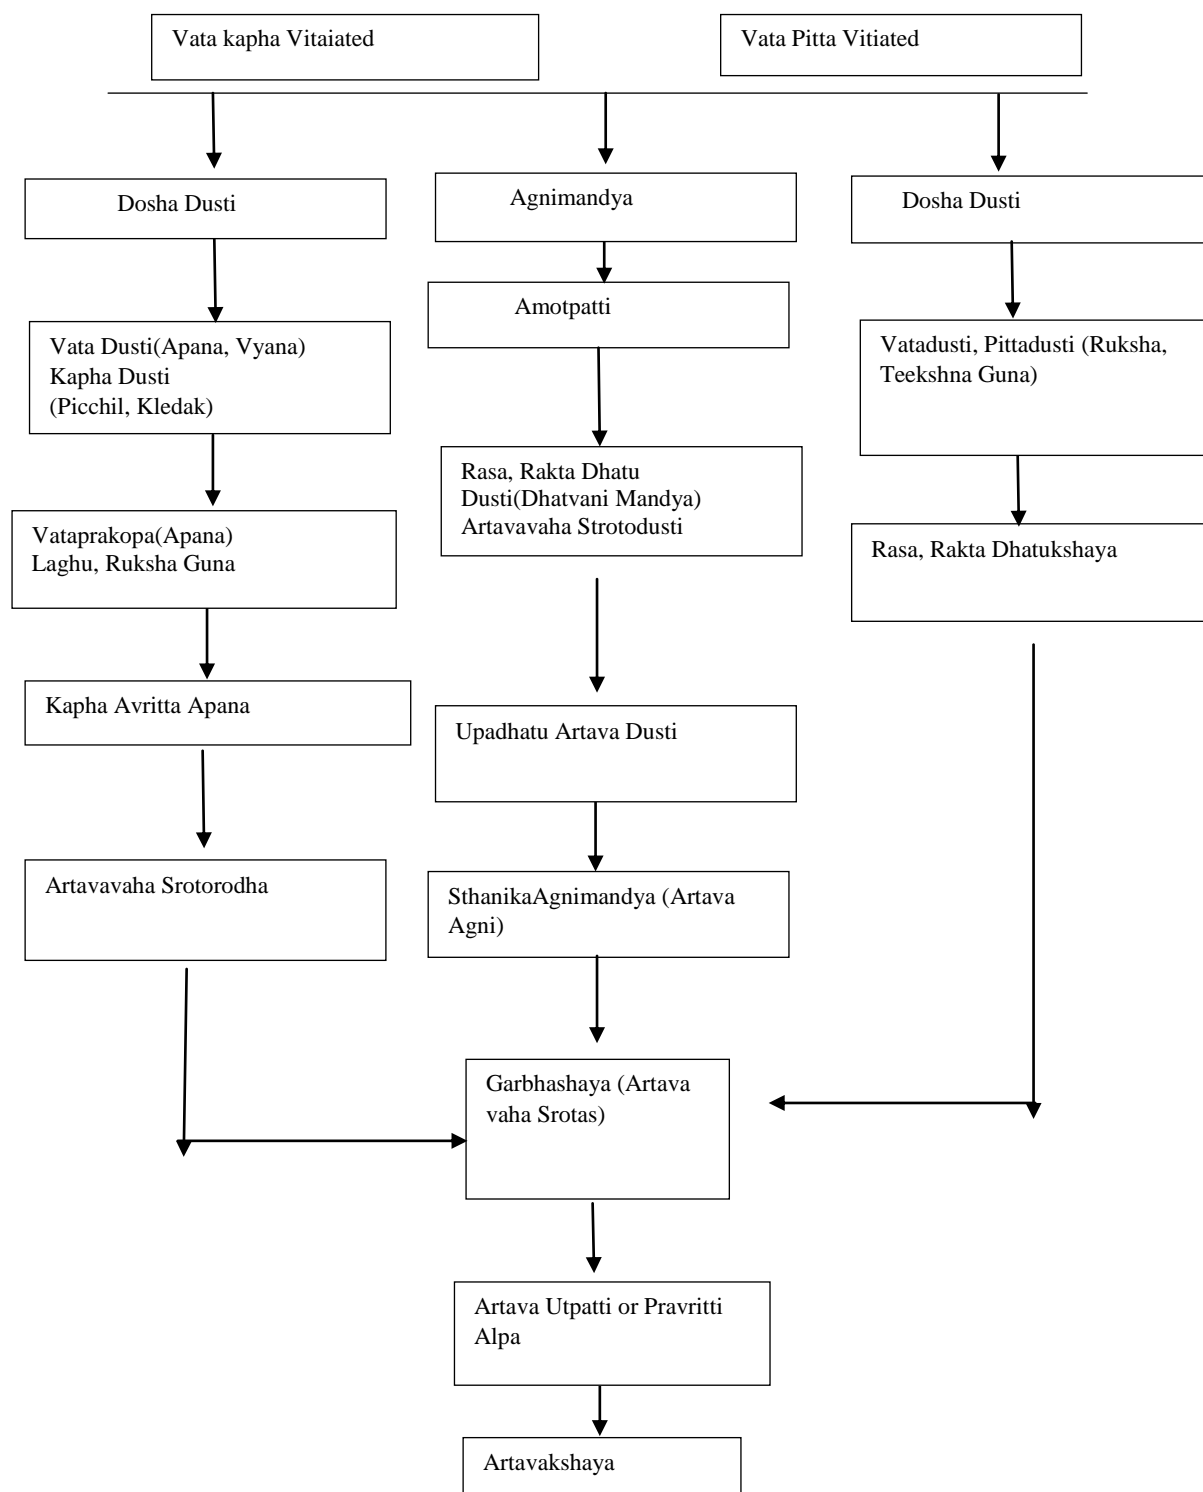 Vata kapha Vitaiated
Vata Pitta Vitiated
Dosha Dusti
Agnimandya
Dosha Dusti
Amotpatti
Vata Dusti(Apana, Vyana)
Kapha Dusti
(Picchil, Kledak)
Vatadusti, Pittadusti (Ruksha,
Teekshna Guna)
Rasa, Rakta Dhatu
Dusti(Dhatvani Mandya)
Artavavaha Strotodusti
Vataprakopa(Apana)
Laghu, Ruksha Guna
Rasa, Rakta Dhatukshaya
Kapha Avritta Apana
Upadhatu Artava Dusti
Artavavaha Srotorodha
SthanikaAgnimandya (Artava
Agni)
Garbhashaya (Artava
vaha Srotas)
Artava Utpatti or Pravritti
Alpa
Artavakshaya